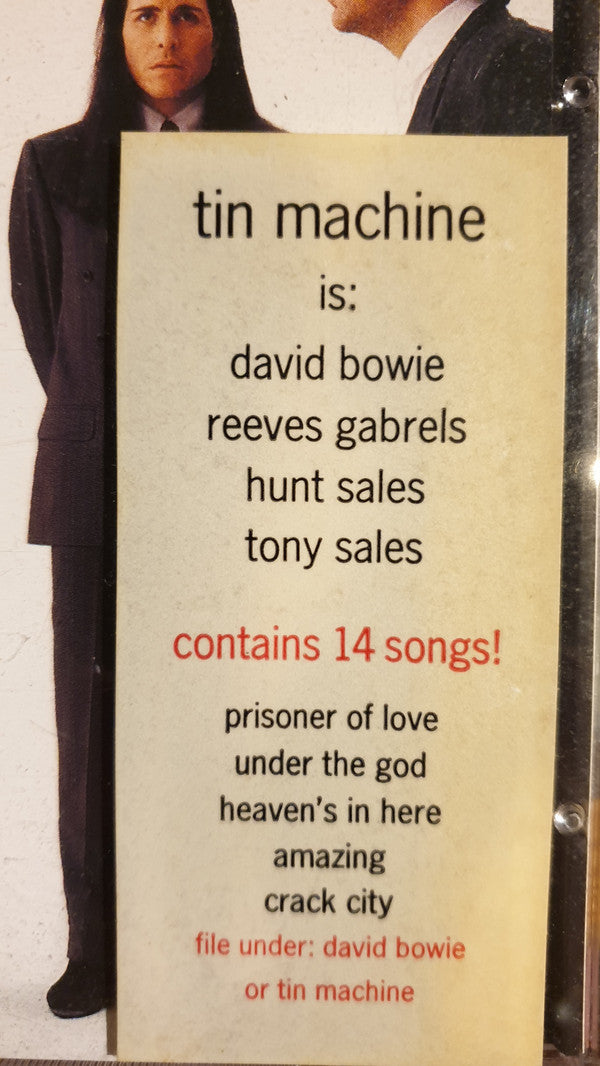 tin machine
is:
david bowie
reeves gabrels
hunt sales
tony sales
contains 14 songs!
prisoner of love
under the god
heaven's in here
amazing
crack city
file under: david bowie
or tin machine